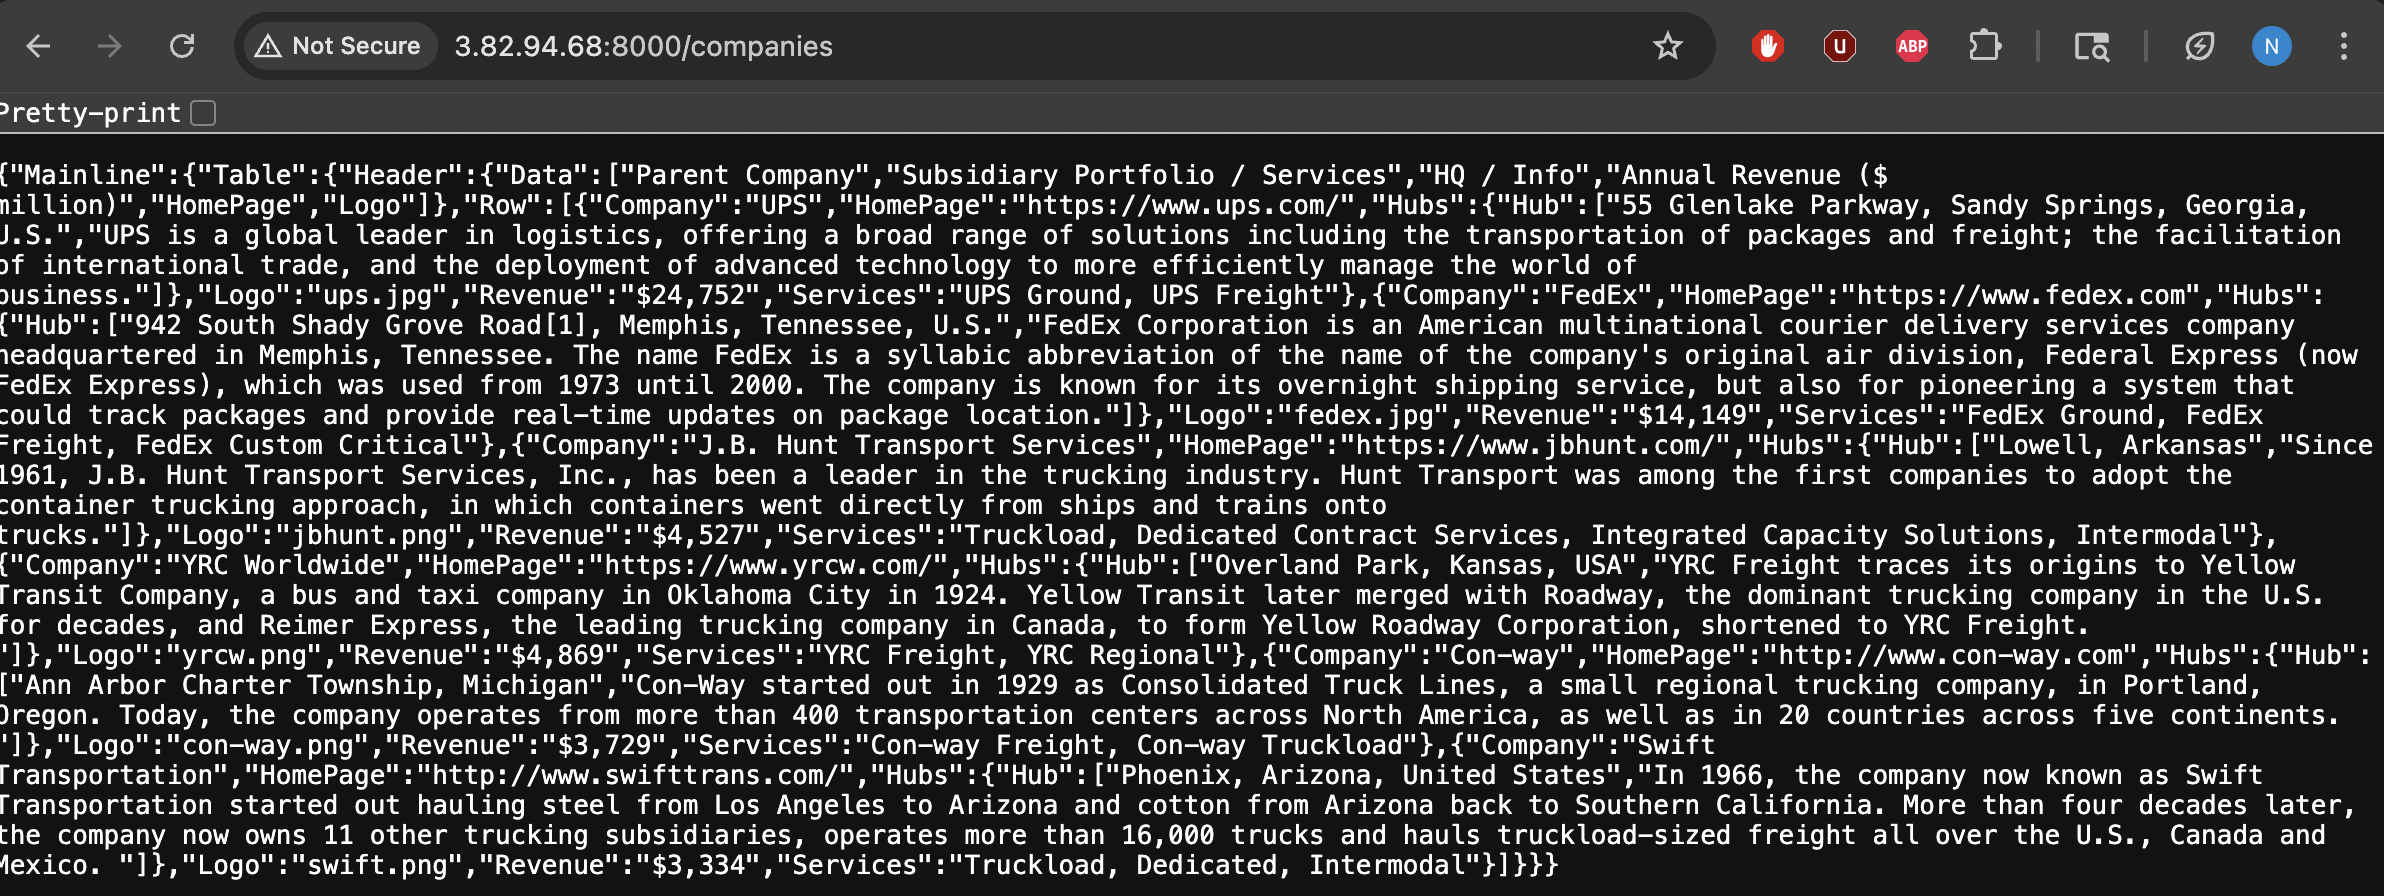 Not Secure 3.82.94.68:8000/companies
U
ABP
N
Pretty-print
{"Mainline":{"Table":{"Header":{"Data":["Parent Company","Subsidiary Portfolio / Services","HQ / Info","Annual Revenue ($
million)","HomePage","Logo"]},"Row":[{"Company":"UPS","HomePage":"https://www.ups.com/","Hubs":{"Hub":["55 Glenlake Parkway, Sandy Springs, Georgia,
U.S.","UPS is a global leader in logistics, offering a broad range of solutions including the transportation of packages and freight; the facilitation
of international trade, and the deployment of advanced technology to more efficiently manage the world of
business."]},"Logo":"ups.jpg","Revenue":"$24,752","Services":"UPS Ground, UPS Freight"},{"Company":"FedEx","HomePage":"https://www.fedex.com","Hubs":
{"Hub":["942 South Shady Grove Road[1], Memphis, Tennessee, U.S.","FedEx Corporation is an American multinational courier delivery services company
headquartered in Memphis, Tennessee. The name FedEx is a syllabic abbreviation of the name of the company's original air division, Federal Express (now
FedEx Express), which was used from 1973 until 2000. The company is known for its overnight shipping service, but also for pioneering a system that
could track packages and provide real-time updates on package location."]},"Logo":"fedex.jpg","Revenue":"$14,149","Services":"FedEx Ground, FedEx
Freight, FedEx Custom Critical"},{"Company":"J.B. Hunt Transport Services","HomePage":"https://www.jbhunt.com/","Hubs":{"Hub":["Lowell, Arkansas","Since
1961, J.B. Hunt Transport Services, Inc., has been a leader in the trucking industry. Hunt Transport was among the first companies to adopt the
container trucking approach, in which containers went directly from ships and trains onto
trucks."]},"Logo":"jbhunt.png","Revenue":"$4,527","Services":"Truckload, Dedicated Contract Services, Integrated Capacity Solutions, Intermodal"},
{"Company":"YRC Worldwide","HomePage":"https://www.yrcw.com/","Hubs":{"Hub":["Overland Park, Kansas, USA","YRC Freight traces its origins to Yellow
Transit Company, a bus and taxi company in Oklahoma City in 1924. Yellow Transit later merged with Roadway, the dominant trucking company in the U.S.
for decades, and Reimer Express, the leading trucking company in Canada, to form Yellow Roadway Corporation, shortened to YRC Freight.
"]},"Logo":"yrcw.png","Revenue":"$4,869","Services":"YRC Freight, YRC Regional"},{"Company":"Con-way","HomePage":"http://www.con-way.com","Hubs":{"Hub":
["Ann Arbor Charter Township, Michigan","Con-Way started out in 1929 as Consolidated Truck Lines, a small regional trucking company, in Portland,
Oregon. Today, the company operates from more than 400 transportation centers across North America, as well as in 20 countries across five continents.
"]},"Logo":"con-way.png","Revenue":"$3,729","Services":"Con-way Freight, Con-way Truckload"},{"Company":"Swift
Transportation","HomePage":"http://www.swifttrans.com/","Hubs":{"Hub":["Phoenix, Arizona, United States","In 1966, the company now known as Swift
Transportation started out hauling steel from Los Angeles to Arizona and cotton from Arizona back to Southern California. More than four decades later,
the company now owns 11 other trucking subsidiaries, operates more than 16,000 trucks and hauls truckload-sized freight all over the U.S., Canada and
Mexico. "]},"Logo":"swift.png","Revenue":"$3,334","Services":"Truckload, Dedicated, Intermodal"}]}}}